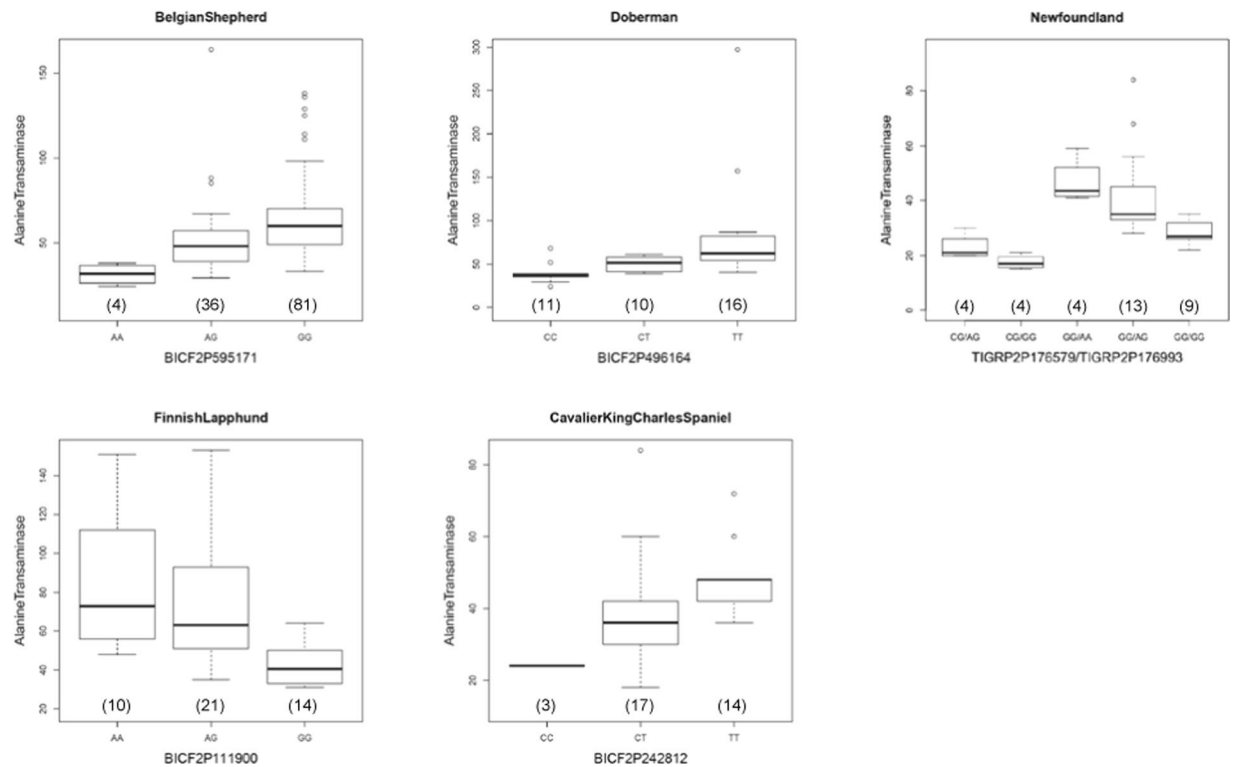 BelgianShepherd
AlanineTransaminase
150
100
50
(4) (36) (81)
AA AG GG
BICF2P595171
Doberman
AlanineTransaminase
300
250
200
150
100
50
0
(11) (10) (16)
CC CT TT
BICF2P496164
Newfoundland
AlanineTransaminase
80
60
40
20
0
(4) (4) (4) (13) (9)
CG/AG CG/GG GG/AA GG/AG GG/GG
TIGRP2P176579/TIGRP2P176993
FinnishLapphund
AlanineTransaminase
140
120
100
80
60
40
20
(10) (21) (14)
AA AG GG
BICF2P111900
CavalierKingCharlesSpaniel
AlanineTransaminase
80
60
40
20
(3) (17) (14)
CC CT TT
BICF2P242812